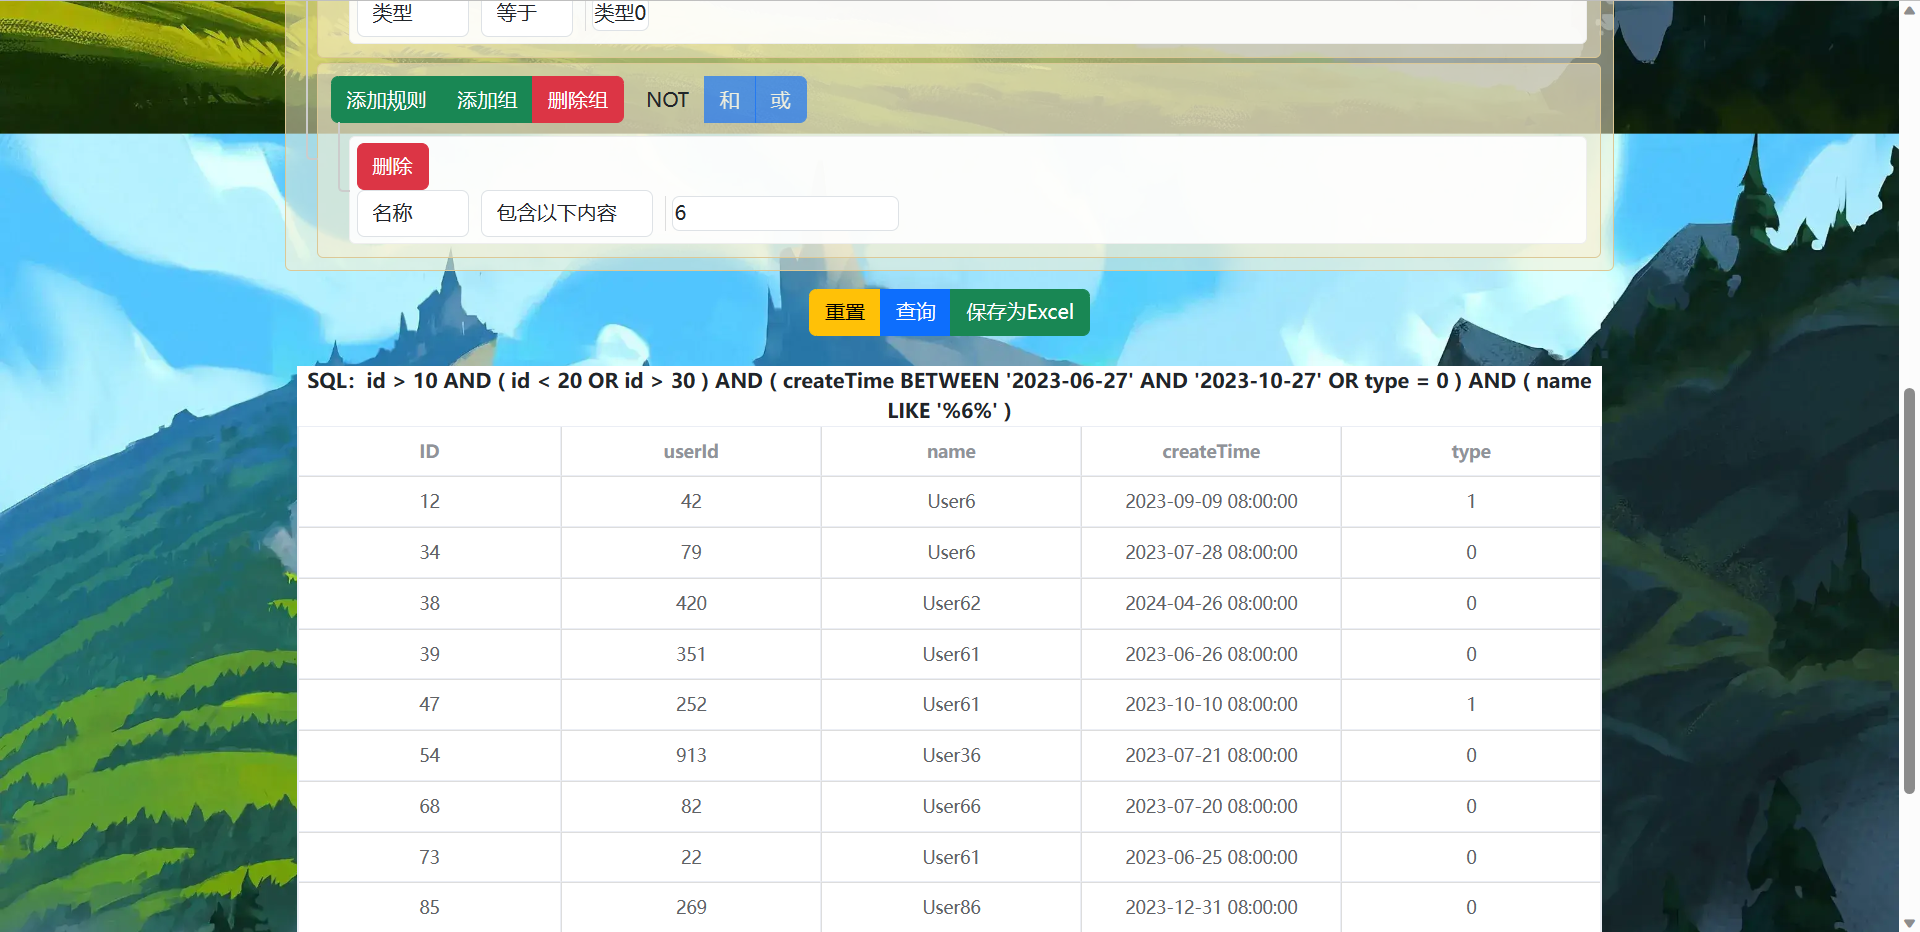 类型 等于 类型0
添加规则 添加组 删除组 NOT 和 或
删除
名称 包含以下内容 6
重置 查询 保存为Excel
SQL: id > 10 AND ( id < 20 OR id > 30 ) AND ( createTime BETWEEN '2023-06-27' AND '2023-10-27' OR type = 0 ) AND ( name
LIKE '%6%' )
ID userId name createTime type
12 42 User6 2023-09-09 08:00:00 1
34 79 User6 2023-07-28 08:00:00 0
38 420 User62 2024-04-26 08:00:00 0
39 351 User61 2023-06-26 08:00:00 0
47 252 User61 2023-10-10 08:00:00 1
54 913 User36 2023-07-21 08:00:00 0
68 82 User66 2023-07-20 08:00:00 0
73 22 User61 2023-06-25 08:00:00 0
85 269 User86 2023-12-31 08:00:00 0